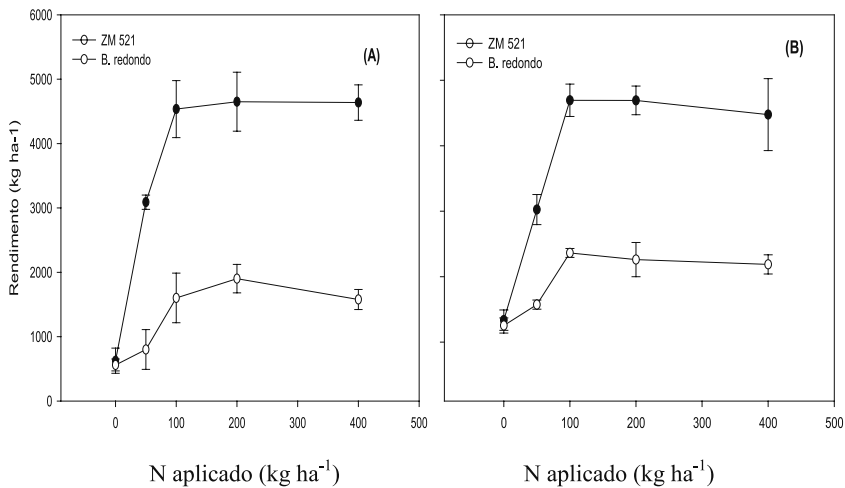 6000
5000
4000
3000
2000
1000
0
Rendimento (kg ha-1)
ZM 521
B. redondo
(A)
0 100 200 300 400 500
N aplicado (kg ha⁻¹)
ZM 521
B. redondo
(B)
0 100 200 300 400 500
N aplicado (kg ha⁻¹)